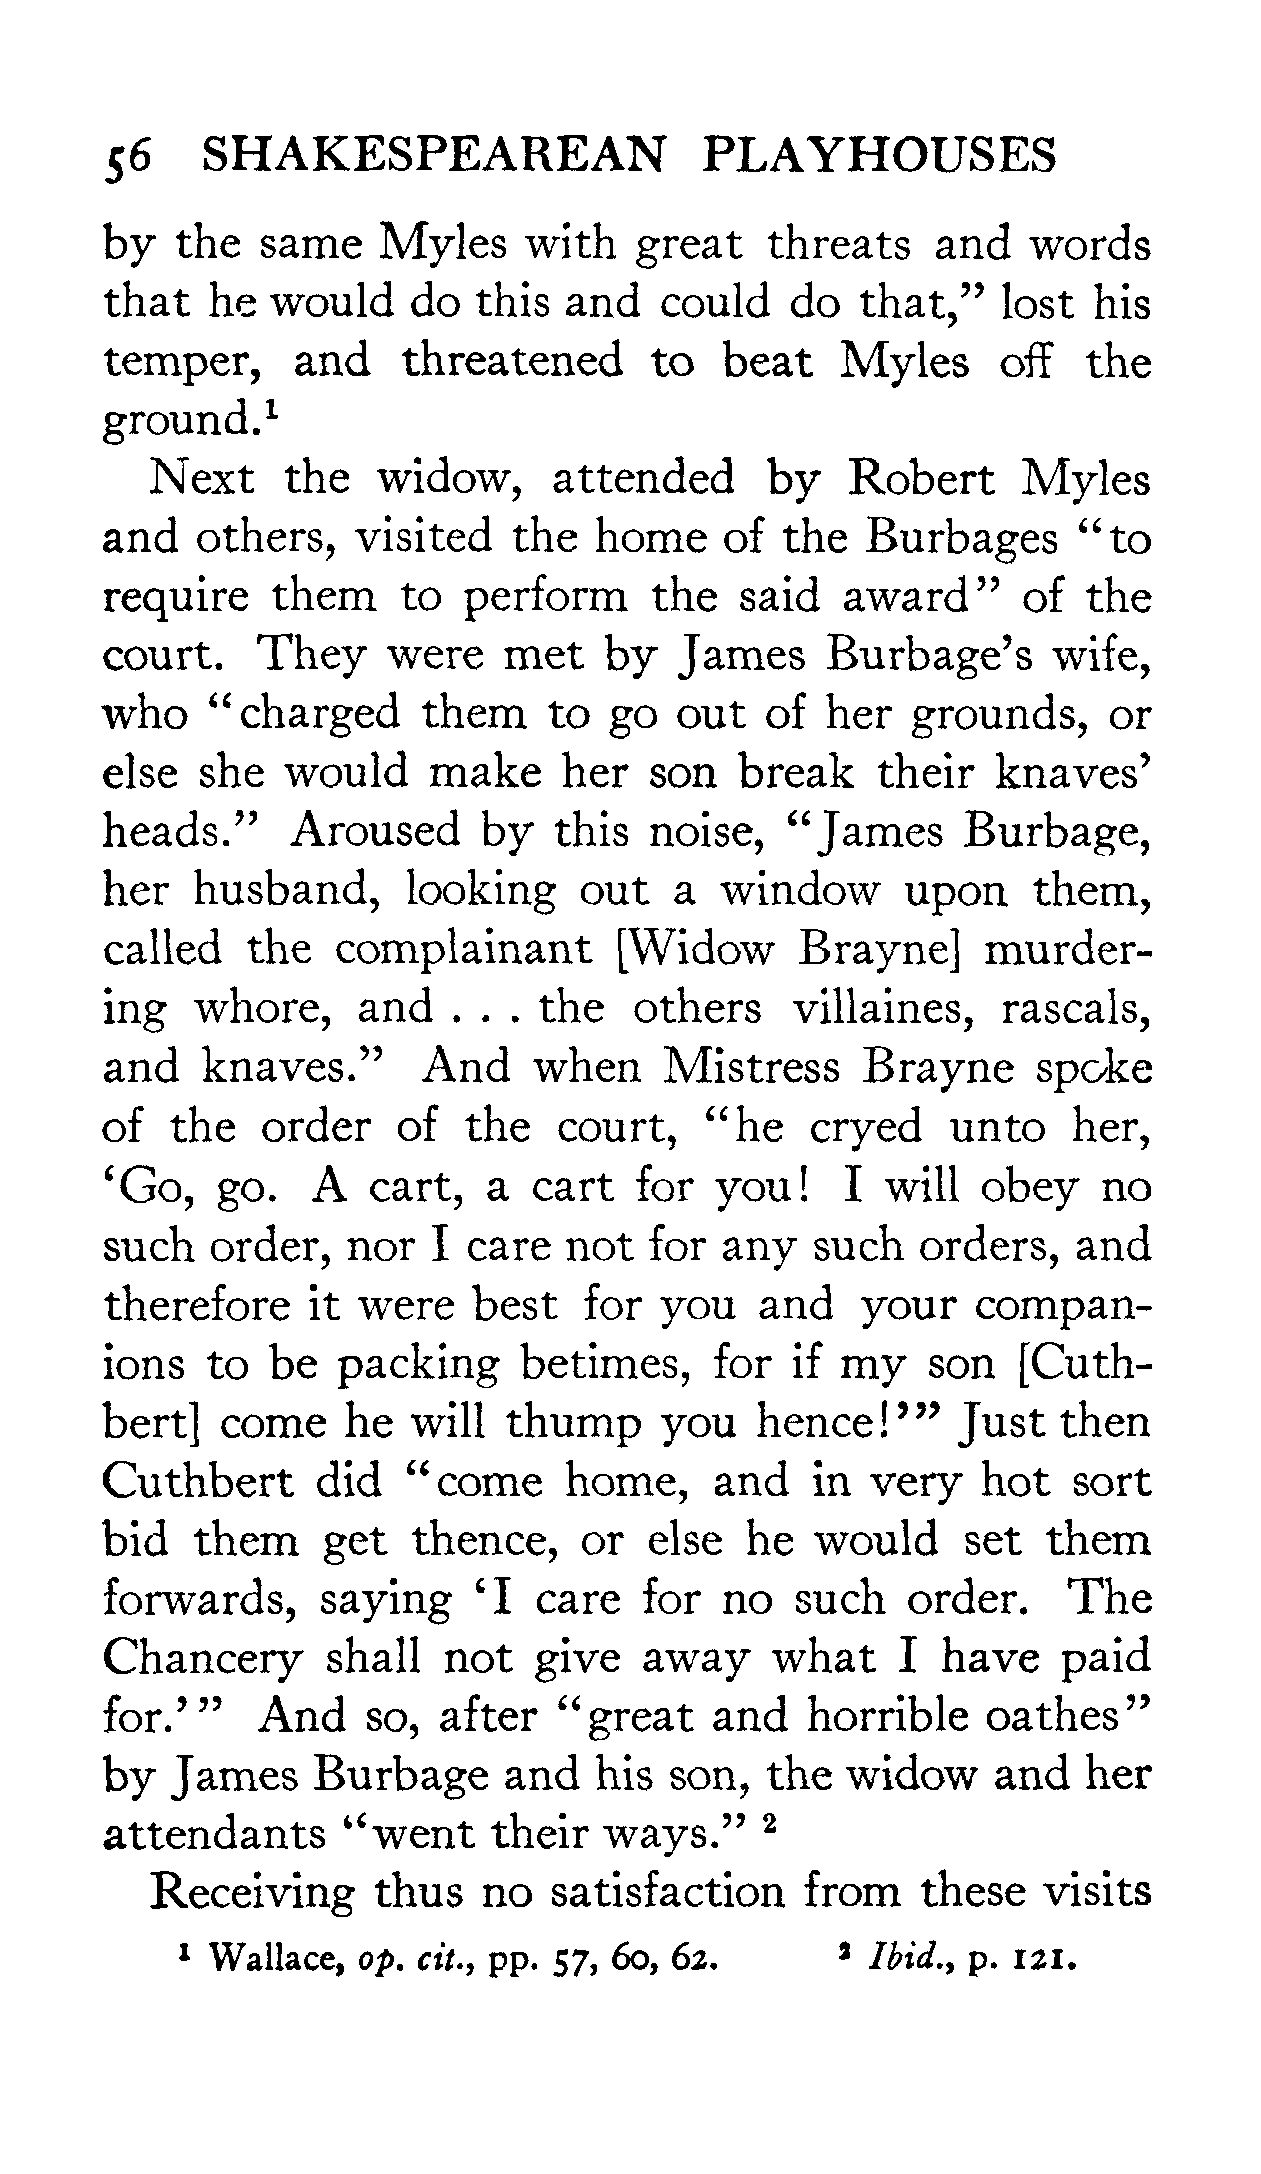 56 SHAKESPEAREAN PLAYHOUSES
by the same Myles with great threats and words
that he would do this and could do that,” lost his
temper, and threatened to beat Myles off the
ground.¹
Next the widow, attended by Robert Myles
and others, visited the home of the Burbages “to
require them to perform the said award” of the
court. They were met by James Burbage’s wife,
who “charged them to go out of her grounds, or
else she would make her son break their knaves’
heads.” Aroused by this noise, “James Burbage,
her husband, looking out a window upon them,
called the complainant [Widow Brayne] murder-
ing whore, and . . . the others villaines, rascals,
and knaves.” And when Mistress Brayne spoke
of the order of the court, “he cryed unto her,
‘Go, go. A cart, a cart for you! I will obey no
such order, nor I care not for any such orders, and
therefore it were best for you and your compan-
ions to be packing betimes, for if my son [Cuth-
bert] come he will thump you hence!’” Just then
Cuthbert did “come home, and in very hot sort
bid them get thence, or else he would set them
forwards, saying ‘I care for no such order. The
Chancery shall not give away what I have paid
for.’” And so, after “great and horrible oathes”
by James Burbage and his son, the widow and her
attendants “went their ways.” ²
Receiving thus no satisfaction from these visits
¹ Wallace, op. cit., pp. 57, 60, 62. ² Ibid., p. 121.